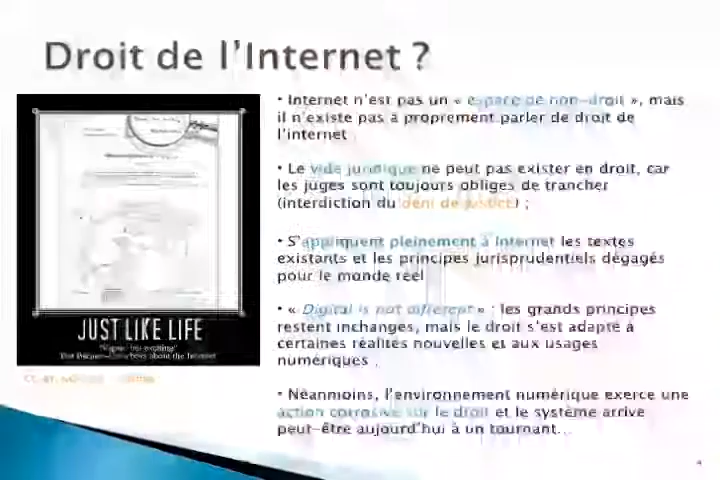 Droit de l'Internet ?
• Internet n'est pas un « espace de non-droit », mais
il n'existe pas à proprement parler de droit de
l'internet
• Le vide juridique ne peut pas exister en droit, car
les juges sont toujours obligés de trancher
(interdiction du déni de justice) ;
• S'appliquent pleinement à Internet les textes
existants et les principes jurisprudentiels dégagés
pour le monde réel
• « Digital is not different » : les grands principes
restent inchangés, mais le droit s'est adapté à
certaines réalités nouvelles et aux usages
numériques ;
• Néanmoins, l'environnement numérique exerce une
action corrosive sur le droit et le système arrive
peut-être aujourd'hui à un tournant...
JUST LIKE LIFE
about the Internet
4